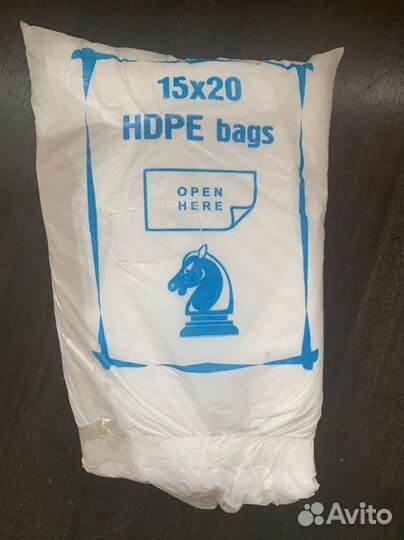 15x20
HDPE bags
OPEN
HERE
Avito